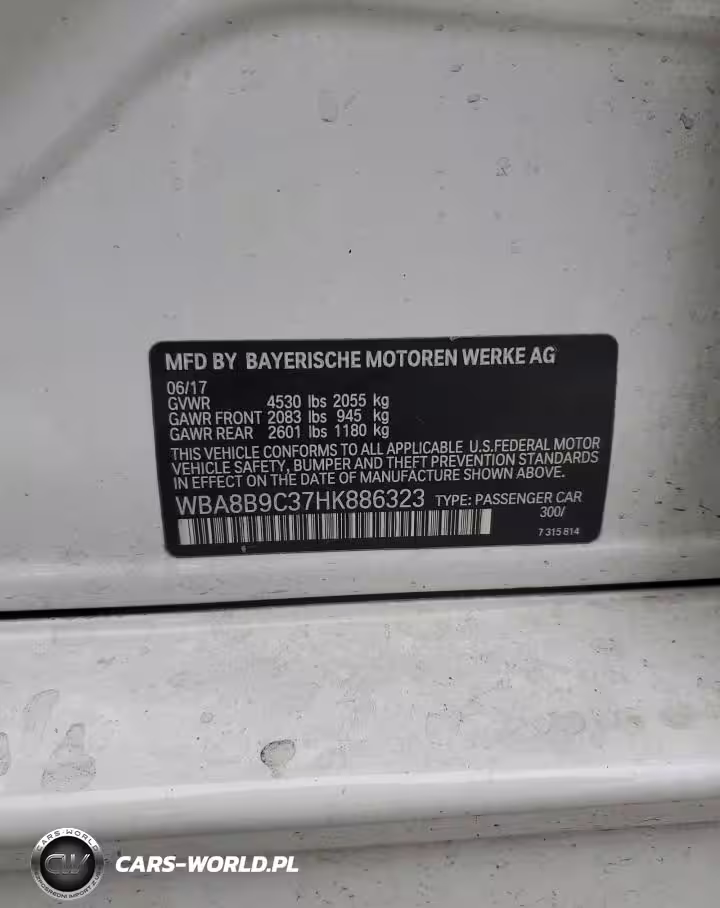 MFD BY BAYERISCHE MOTOREN WERKE AG
06/17
GVWR 4530 lbs 2055 kg
GAWR FRONT 2083 lbs 945 kg
GAWR REAR 2601 lbs 1180 kg
THIS VEHICLE CONFORMS TO ALL APPLICABLE U.S.FEDERAL MOTOR
VEHICLE SAFETY, BUMPER AND THEFT PREVENTION STANDARDS
IN EFFECT ON THE DATE OF MANUFACTURE SHOWN ABOVE.
WBA8B9C37HK886323 TYPE: PASSENGER CAR
300/
7 315 814
CARS-WORLD
CW
CARS-WORLD.PL